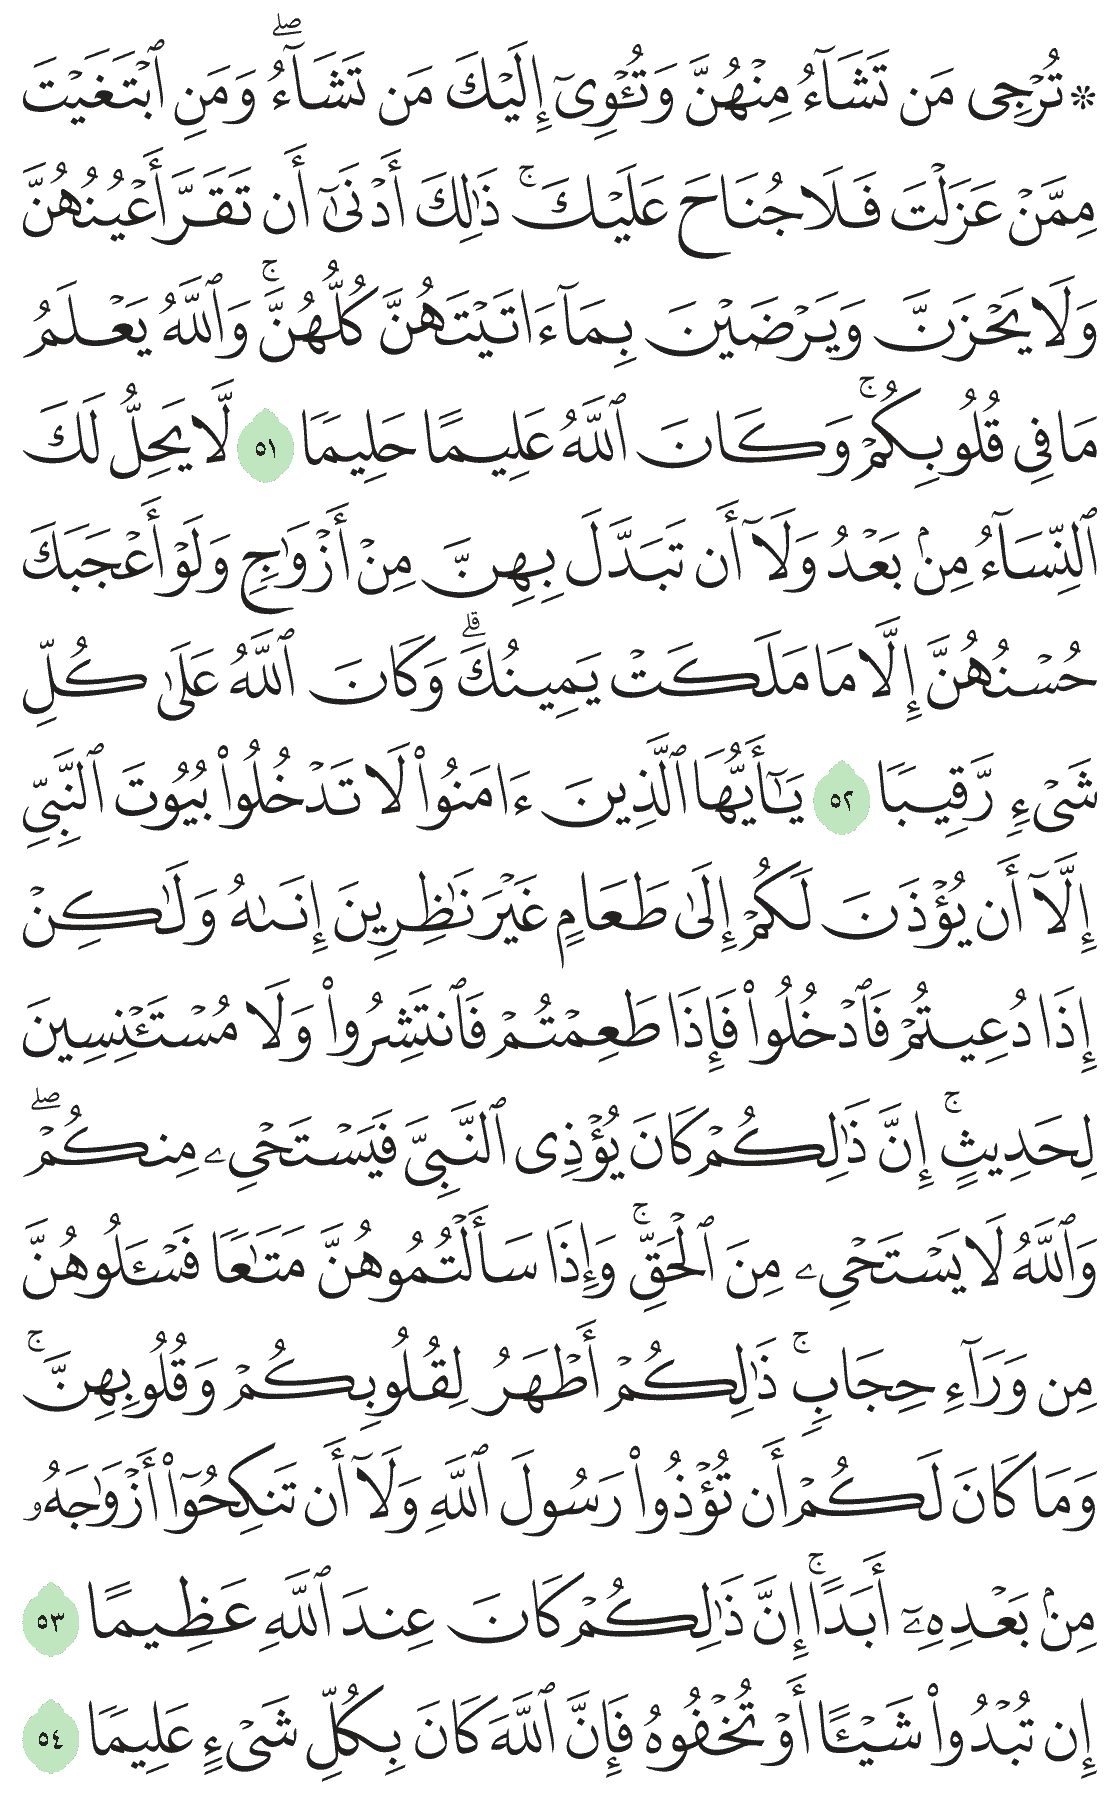 ۞ تُرْجِى مَن تَشَآءُ مِنْهُنَّ وَتُـْٔوِىٓ إِلَيْكَ مَن تَشَآءُ ۖ وَمَنِ ٱبْتَغَيْتَ
مِمَّنْ عَزَلْتَ فَلَا جُنَاحَ عَلَيْكَ ۚ ذَٰلِكَ أَدْنَىٰٓ أَن تَقَرَّ أَعْيُنُهُنَّ
وَلَا يَحْزَنَّ وَيَرْضَيْنَ بِمَآ ءَاتَيْتَهُنَّ كُلُّهُنَّ ۚ وَٱللَّهُ يَعْلَمُ
مَا فِى قُلُوبِكُمْ ۚ وَكَانَ ٱللَّهُ عَلِيمًا حَلِيمًا ٥١ لَّا يَحِلُّ لَكَ
ٱلنِّسَآءُ مِنۢ بَعْدُ وَلَآ أَن تَبَدَّلَ بِهِنَّ مِنْ أَزْوَٰجٍ وَلَوْ أَعْجَبَكَ
حُسْنُهُنَّ إِلَّا مَا مَلَكَتْ يَمِينُكَ ۗ وَكَانَ ٱللَّهُ عَلَىٰ كُلِّ
شَىْءٍ رَّقِيبًا ٥٢ يَـٰٓأَيُّهَا ٱلَّذِينَ ءَامَنُوا۟ لَا تَدْخُلُوا۟ بُيُوتَ ٱلنَّبِىِّ
إِلَّآ أَن يُؤْذَنَ لَكُمْ إِلَىٰ طَعَامٍ غَيْرَ نَـٰظِرِينَ إِنَىٰهُ وَلَـٰكِنْ
إِذَا دُعِيتُمْ فَٱدْخُلُوا۟ فَإِذَا طَعِمْتُمْ فَٱنتَشِرُوا۟ وَلَا مُسْتَـْٔنِسِينَ
لِحَدِيثٍ ۚ إِنَّ ذَٰلِكُمْ كَانَ يُؤْذِى ٱلنَّبِىَّ فَيَسْتَحْىِۦ مِنكُمْ ۖ
وَٱللَّهُ لَا يَسْتَحْىِۦ مِنَ ٱلْحَقِّ ۚ وَإِذَا سَأَلْتُمُوهُنَّ مَتَـٰعًا فَسْـَٔلُوهُنَّ
مِن وَرَآءِ حِجَابٍ ۚ ذَٰلِكُمْ أَطْهَرُ لِقُلُوبِكُمْ وَقُلُوبِهِنَّ ۚ
وَمَا كَانَ لَكُمْ أَن تُؤْذُوا۟ رَسُولَ ٱللَّهِ وَلَآ أَن تَنكِحُوٓا۟ أَزْوَٰجَهُۥ
مِنۢ بَعْدِهِۦٓ أَبَدًا ۚ إِنَّ ذَٰلِكُمْ كَانَ عِندَ ٱللَّهِ عَظِيمًا ٥٣
إِن تُبْدُوا۟ شَيْـًٔا أَوْ تُخْفُوهُ فَإِنَّ ٱللَّهَ كَانَ بِكُلِّ شَىْءٍ عَلِيمًا ٥٤